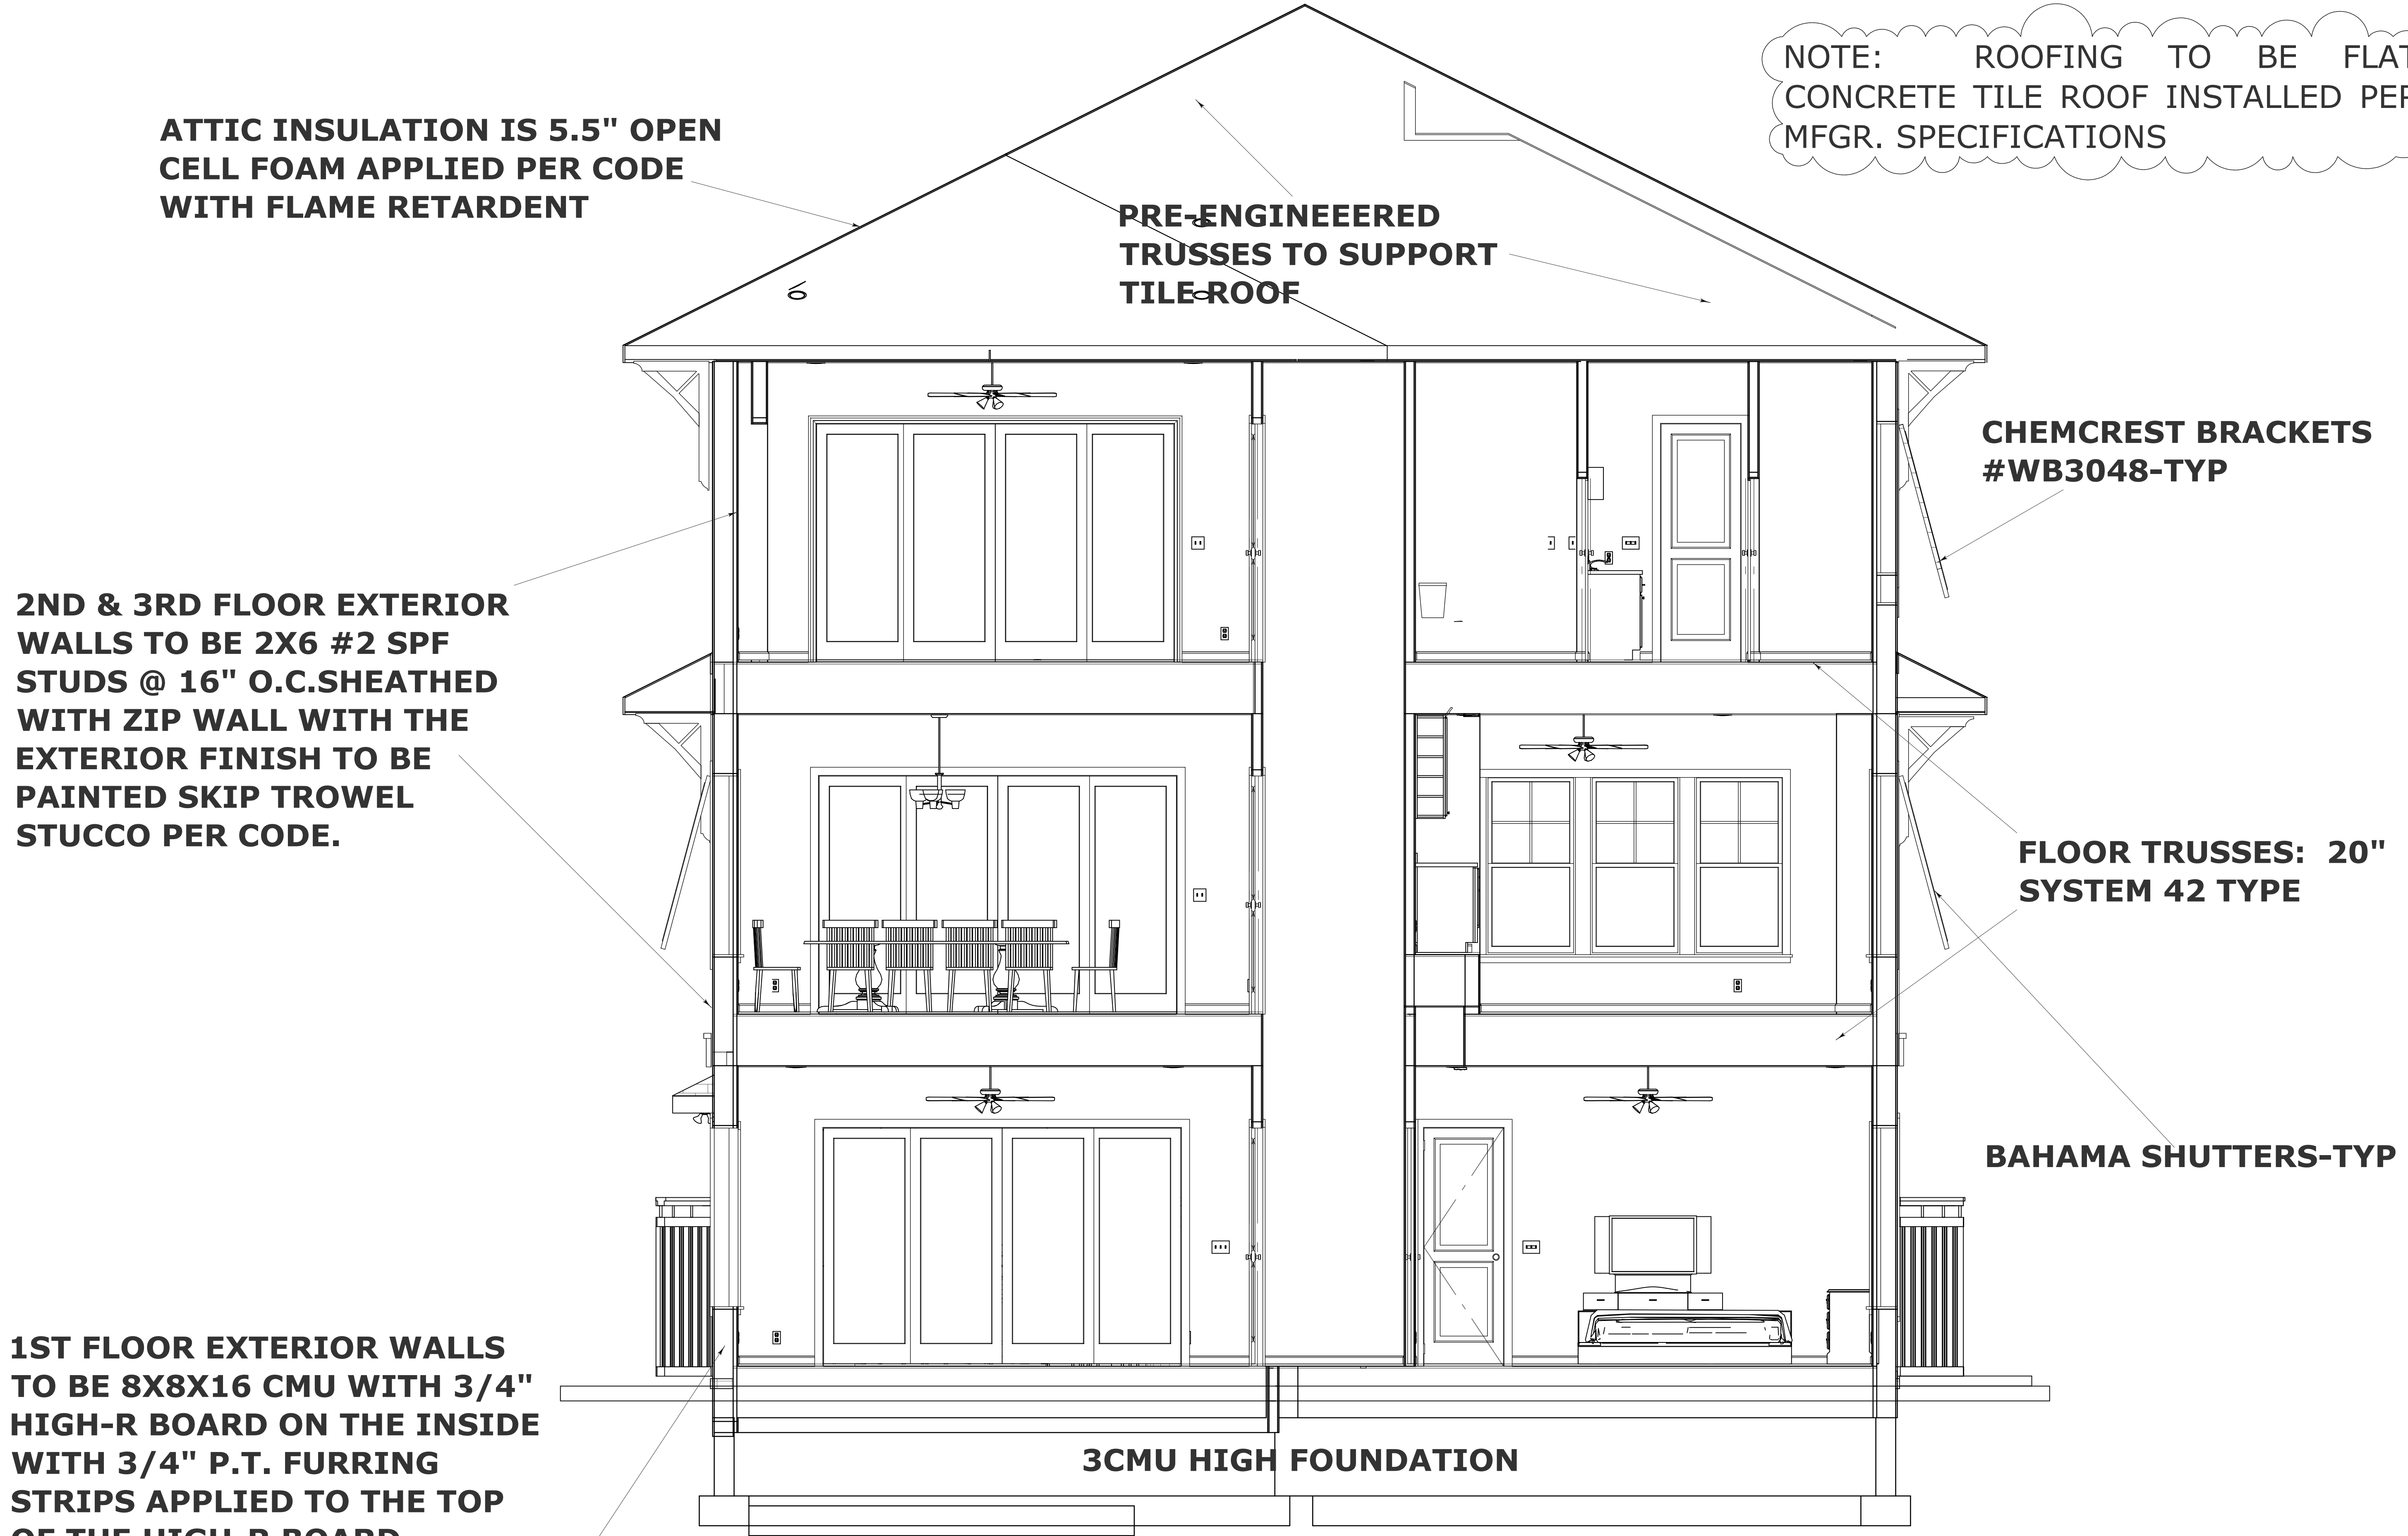 NOTE: ROOFING TO BE FLAT
CONCRETE TILE ROOF INSTALLED PER
MFGR. SPECIFICATIONS
ATTIC INSULATION IS 5.5" OPEN
CELL FOAM APPLIED PER CODE
WITH FLAME RETARDENT
PRE-ENGINEEERED
TRUSSES TO SUPPORT
TILE ROOF
CHEMCREST BRACKETS
#WB3048-TYP
2ND & 3RD FLOOR EXTERIOR
WALLS TO BE 2X6 #2 SPF
STUDS @ 16" O.C.SHEATHED
WITH ZIP WALL WITH THE
EXTERIOR FINISH TO BE
PAINTED SKIP TROWEL
STUCCO PER CODE.
FLOOR TRUSSES: 20"
SYSTEM 42 TYPE
BAHAMA SHUTTERS-TYP
1ST FLOOR EXTERIOR WALLS
TO BE 8X8X16 CMU WITH 3/4"
HIGH-R BOARD ON THE INSIDE
WITH 3/4" P.T. FURRING
STRIPS APPLIED TO THE TOP
OF THE HIGH-R BOARD
3CMU HIGH FOUNDATION